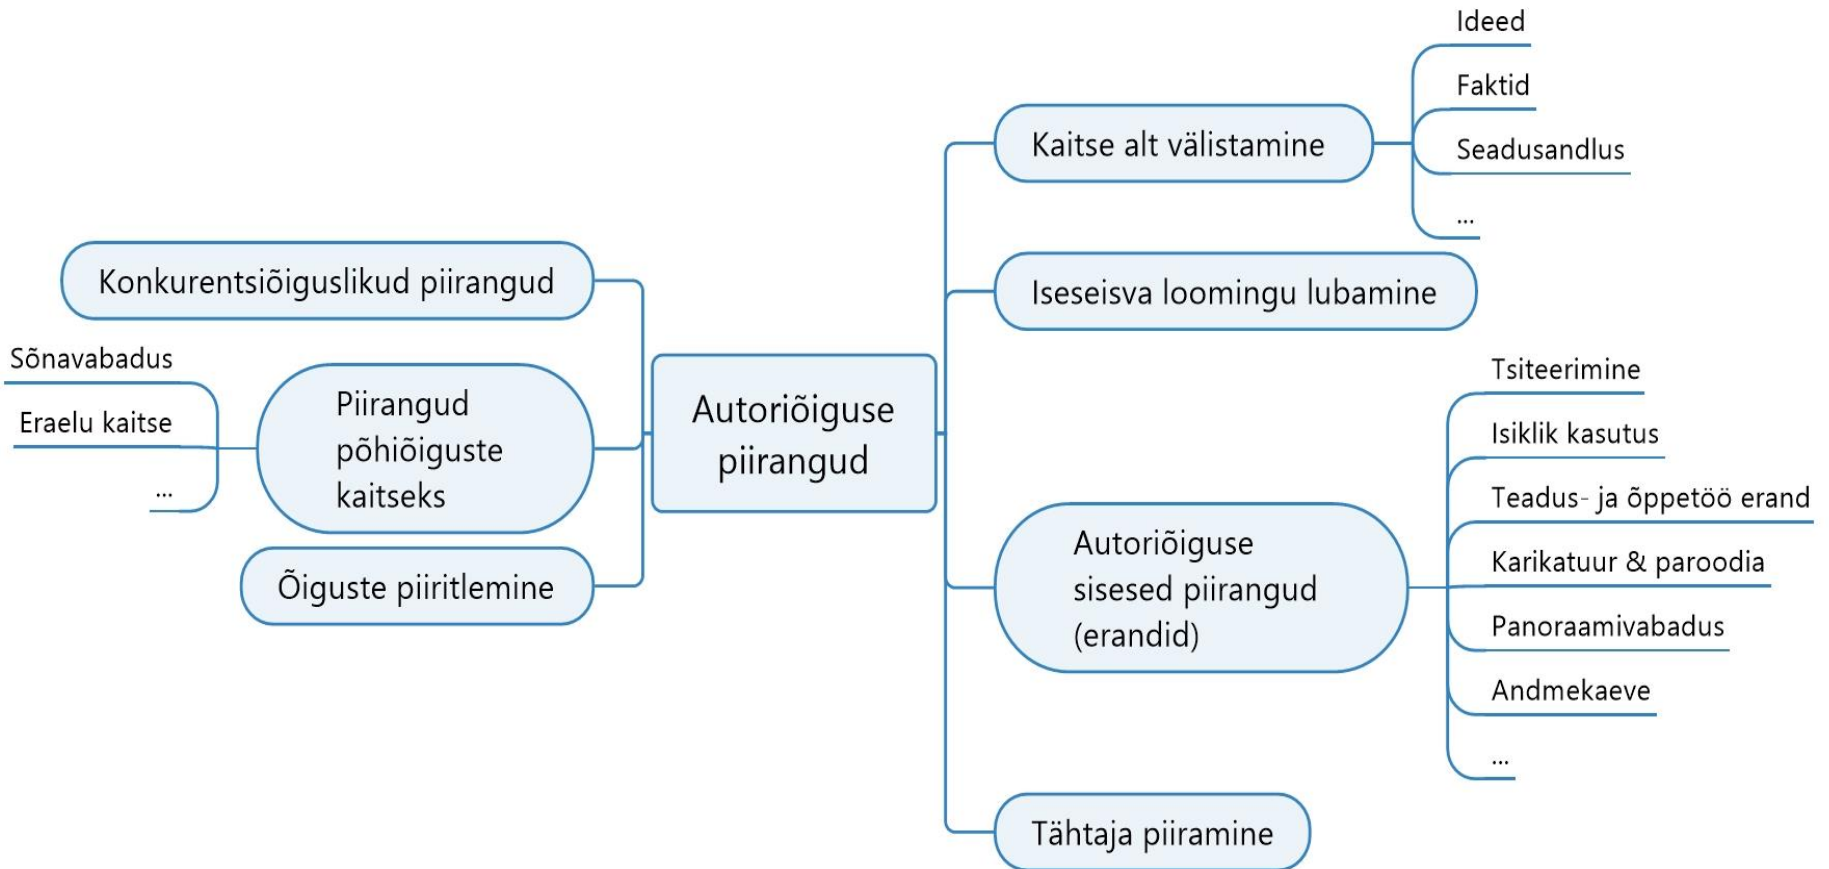 Autoriõiguse
piirangud
Kaitse alt välistamine
Ideed
Faktid
Seadusandlus
...
Iseseisva loomingu lubamine
Autoriõiguse
sisesed piirangud
(erandid)
Tsiteerimine
Isiklik kasutus
Teadus- ja õppetöö erand
Karikatuur & paroodia
Panoraamivabadus
Andmekaeve
...
Tähtaja piiramine
Konkurentsiõiguslikud piirangud
Piirangud
põhiõiguste
kaitseks
Sõnavabadus
Eraelu kaitse
...
Õiguste piiritlemine